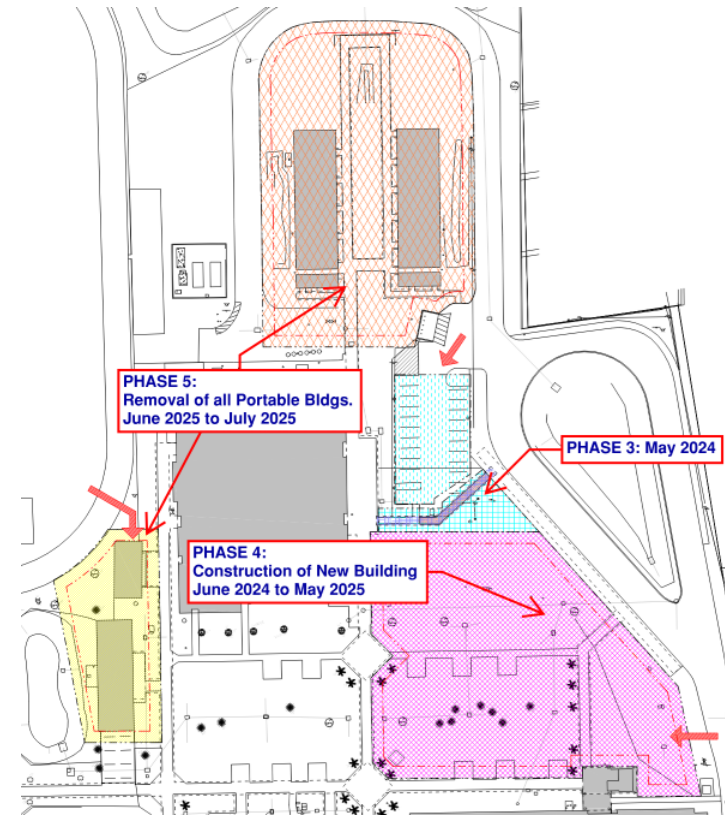 PHASE 5:
Removal of all Portable Bldgs.
June 2025 to July 2025
PHASE 3: May 2024
PHASE 4:
Construction of New Building
June 2024 to May 2025